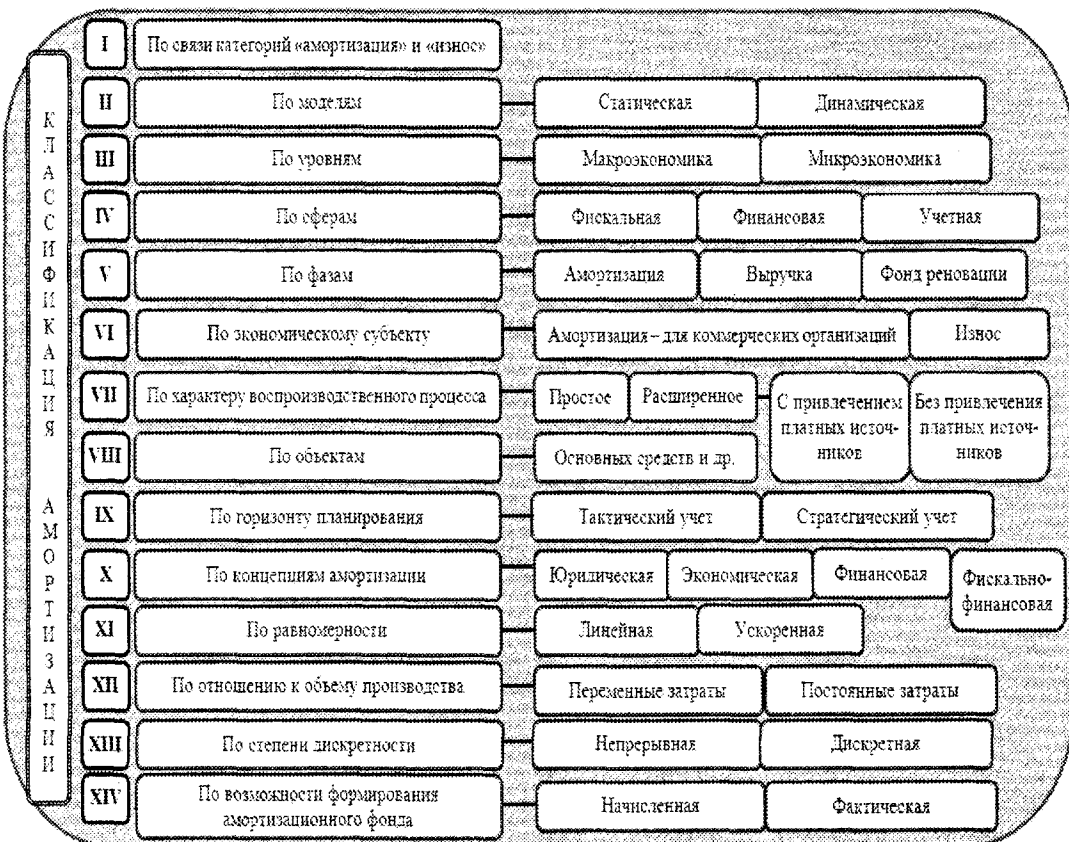 КЛАССИФИКАЦИЯ АМОРТИЗАЦИИ
I По связи категорий «амортизация» и «износ»
II По моделям Статическая Динамическая
III По уровням Макроэкономика Микроэкономика
IV По сферам Фискальная Финансовая Учетная
V По фазам Амортизация Выручка Фонд реновации
VI По экономическому субъекту Амортизация – для коммерческих организаций Износ
VII По характеру воспроизводственного процесса Простое Расширенное
С привлечением
платных источ-
ников
Без привлечения
платных источ-
ников
VIII По объектам Основных средств и др.
IX По горизонту планирования Тактический учет Стратегический учет
X По концепциям амортизации Юридическая Экономическая Финансовая
Фискально-
финансовая
XI По равномерности Линейная Ускоренная
XII По отношению к объему производства Переменные затраты Постоянные затраты
XIII По степени дискретности Непрерывная Дискретная
XIV По возможности формирования
амортизационного фонда
Начисленная Фактическая